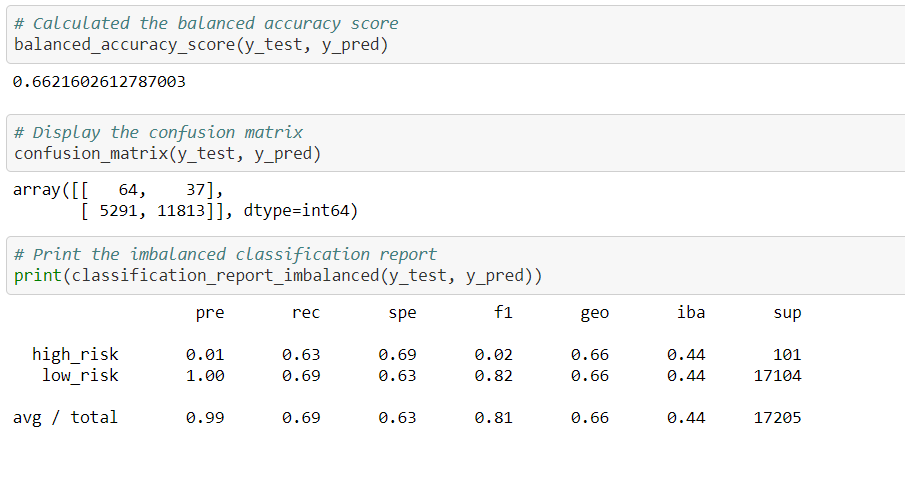 # Calculated the balanced accuracy score
balanced_accuracy_score(y_test, y_pred)
0.6621602612787003
# Display the confusion matrix
confusion_matrix(y_test, y_pred)
array([[   64,    37],
       [ 5291, 11813]], dtype=int64)
# Print the imbalanced classification report
print(classification_report_imbalanced(y_test, y_pred))
pre       rec       spe        f1       geo       iba       sup
high_risk       0.01      0.63      0.69      0.02      0.66      0.44       101
low_risk       1.00      0.69      0.63      0.82      0.66      0.44     17104
avg / total       0.99      0.69      0.63      0.81      0.66      0.44     17205